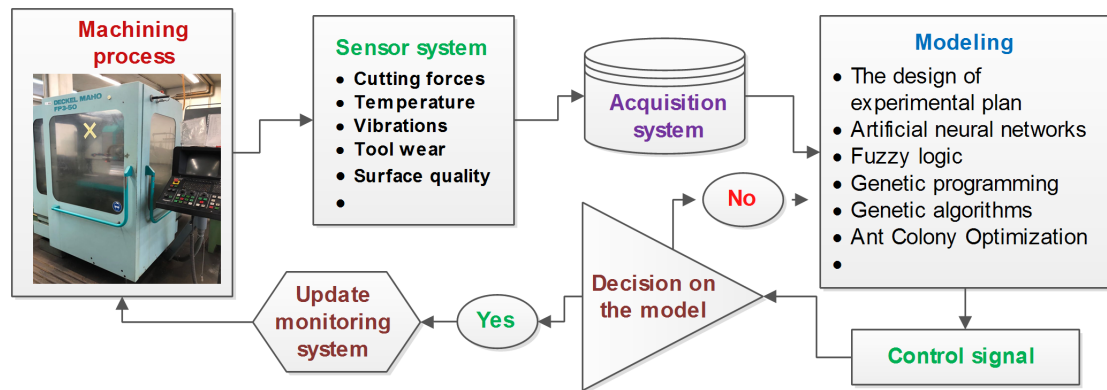 Machining
process
DECKEL MAHO
FP3-50
Sensor system
• Cutting forces
• Temperature
• Vibrations
• Tool wear
• Surface quality
•
Acquisition
system
Modeling
• The design of
experimental plan
• Artificial neural networks
• Fuzzy logic
• Genetic programming
• Genetic algorithms
• Ant Colony Optimization
•
No
Decision on
the model
Yes
Update
monitoring
system
Control signal